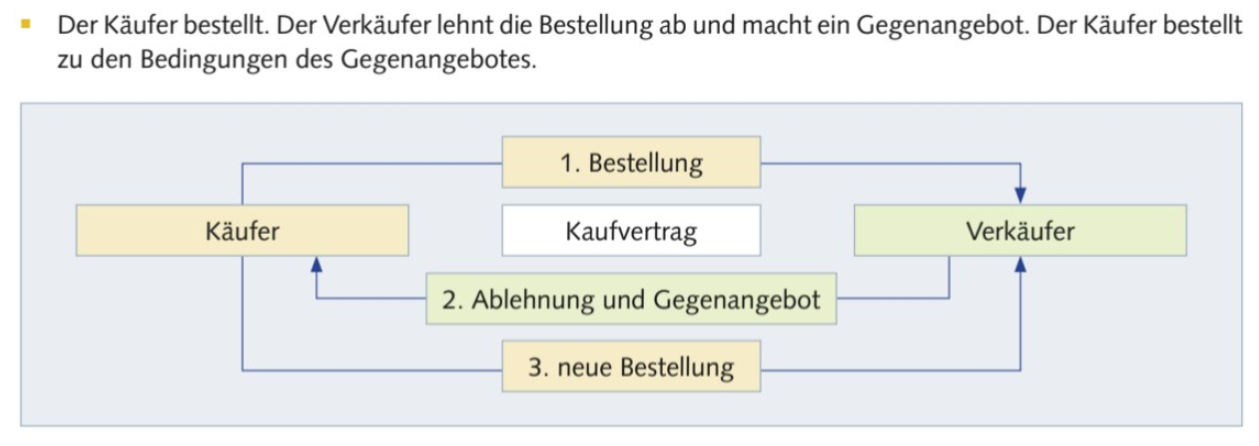 Der Käufer bestellt. Der Verkäufer lehnt die Bestellung ab und macht ein Gegenangebot. Der Käufer bestellt
zu den Bedingungen des Gegenangebotes.
1. Bestellung
Käufer
Kaufvertrag
Verkäufer
2. Ablehnung und Gegenangebot
3. neue Bestellung